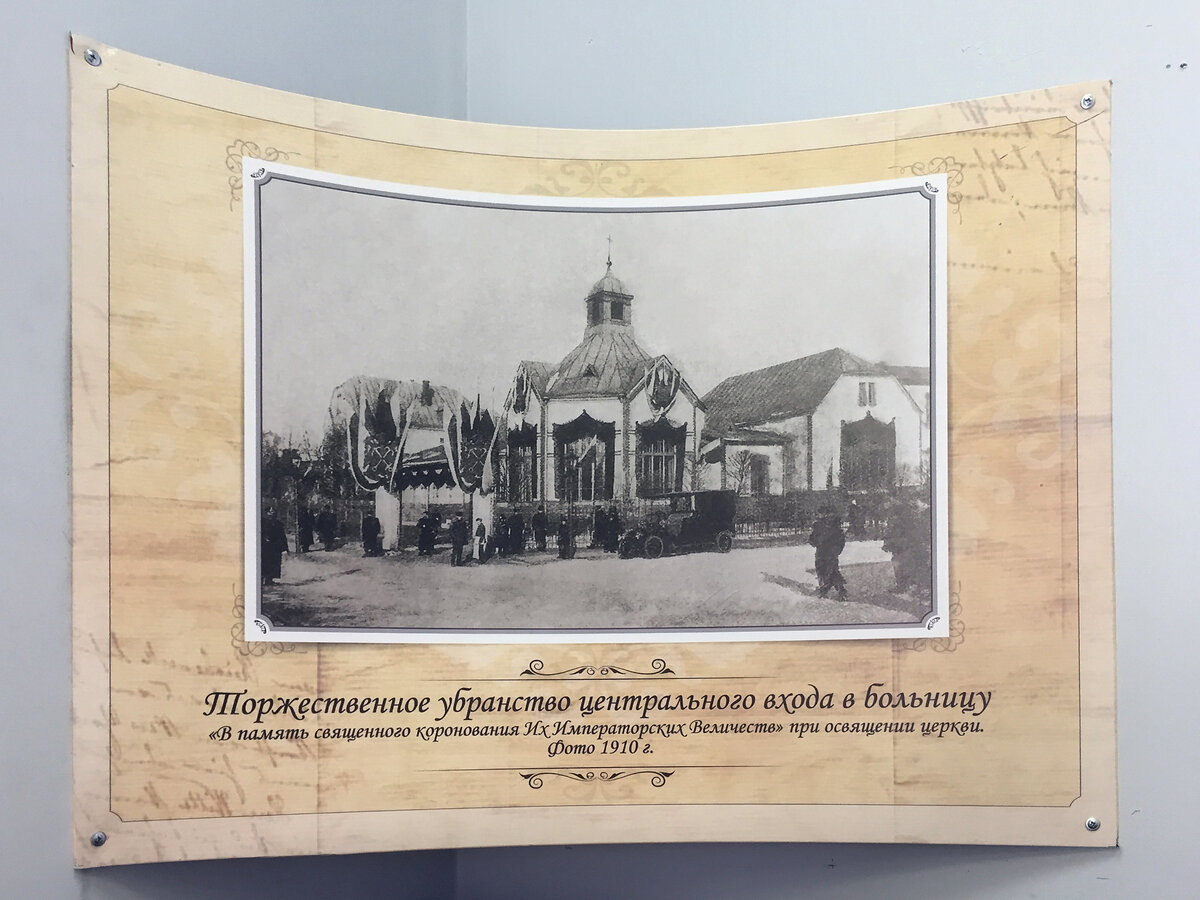 Торжественное убранство центрального входа в больницу
«В память священного коронования Их Императорских Величеств» при освящении церкви.
Фото 1910 г.